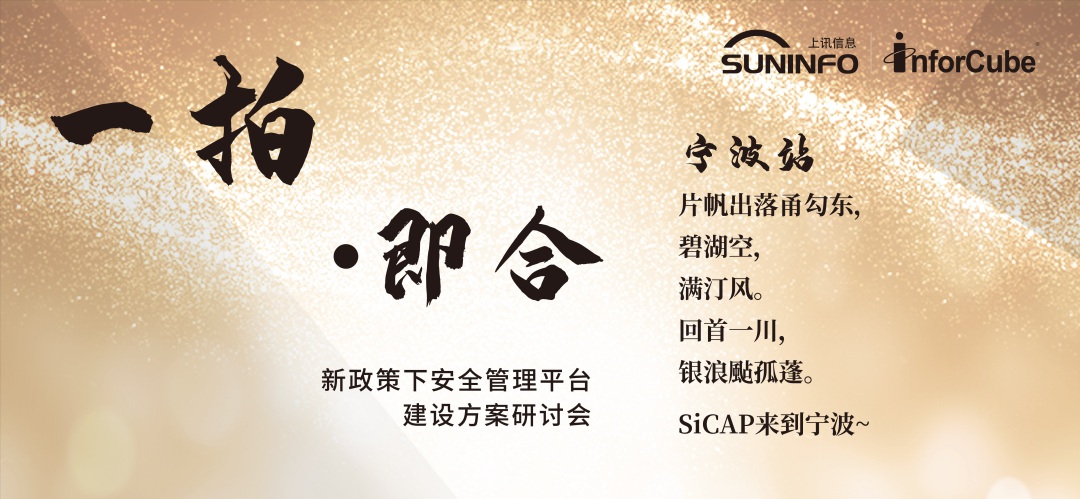 上讯信息
SUNINFO
inforCube
一拍
·即合
新政策下安全管理平台
建设方案研讨会
宁波站
片帆出落甬勾东,
碧湖空,
满汀风。
回首一川,
银浪颭孤蓬。
SiCAP来到宁波~